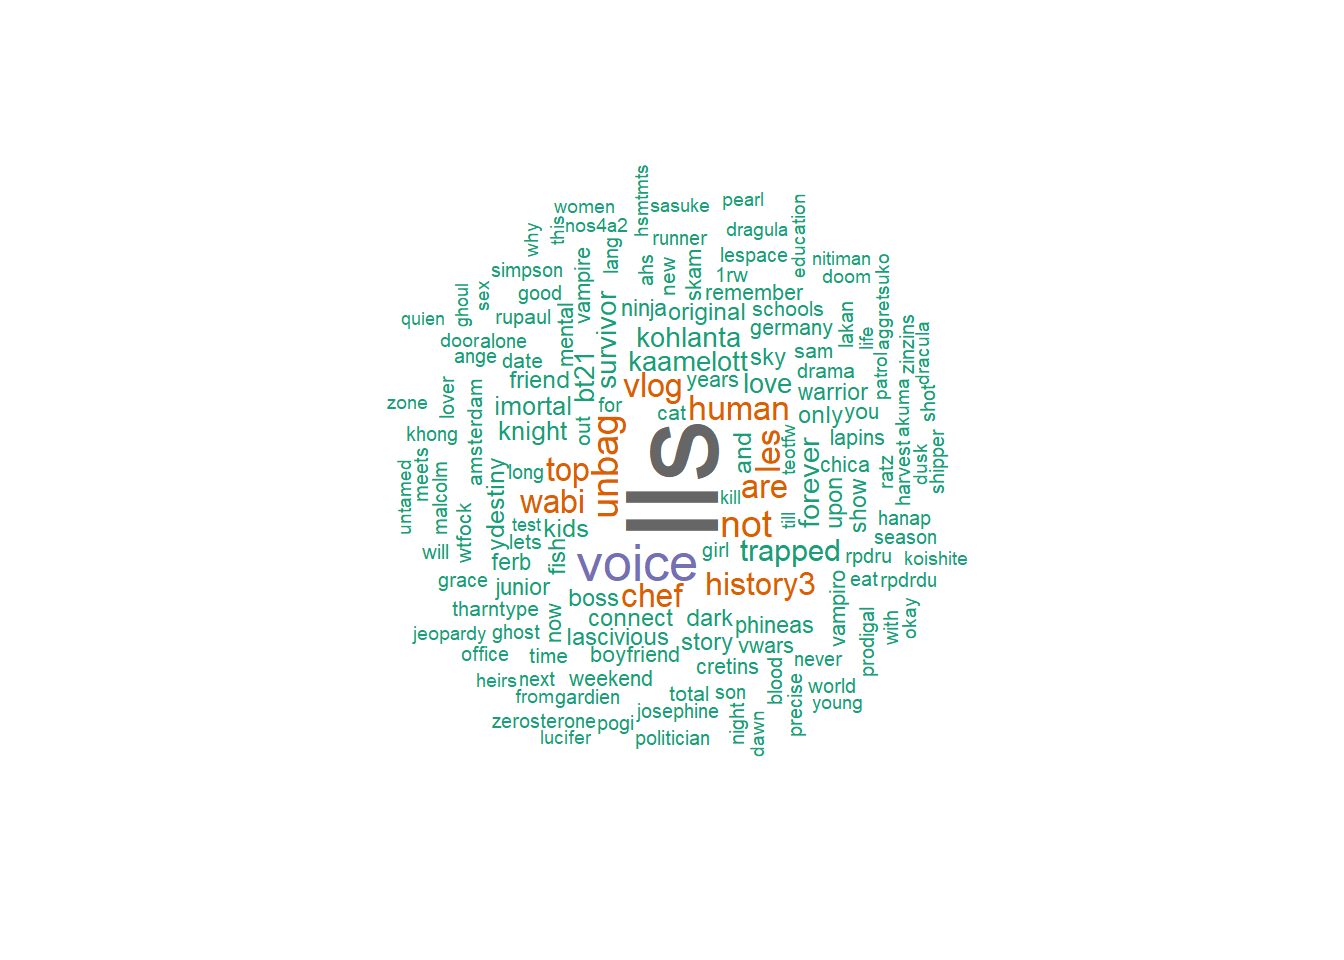 hsmtmts
women
sasuke
pearl
education
why
this
nos4a2
lang
runner
dragula
simpson
vampire
ahs
new
skam
lespace
1rw
nitiman
doom
aggretsuko
quien
ghoul
sex
good
rupaul
mental
survivor
ninja
original
remember
schools
germany
lakan
life
patrol
zinzins
dracula
dooralone
ange
date
kohlanta
kaamelott
sky
sam
drama
friend
bt21
vlog
years
love
warrior
akuma
shot
zone
lover
amsterdam
imortal
for
out
cat
human
only
you
khong
knight
unbag
lls
and
les
teotfw
forever
lapins
chica
ratz
harvest
dusk
shipper
untamed
meets
malcolm
long
top
wabi
kill
are
till
upon
show
hanap
season
wtfock
ydestiny
test
kids
lets
not
will
ferb
fish
voice
girl
trapped
rpdru
koishite
grace
junior
boss
chef
history3
vampiro
eat
rpdrdu
tharntype
now
connect
dark
phineas
prodigal
with
okay
jeopardy
ghost
lascivious
story
vwars
office
time
boyfriend
cretins
never
heirs
next
weekend
total
son
blood
precise
world
young
from
gardien
josephine
night
dawn
zerosterone
pogi
lucifer
politician